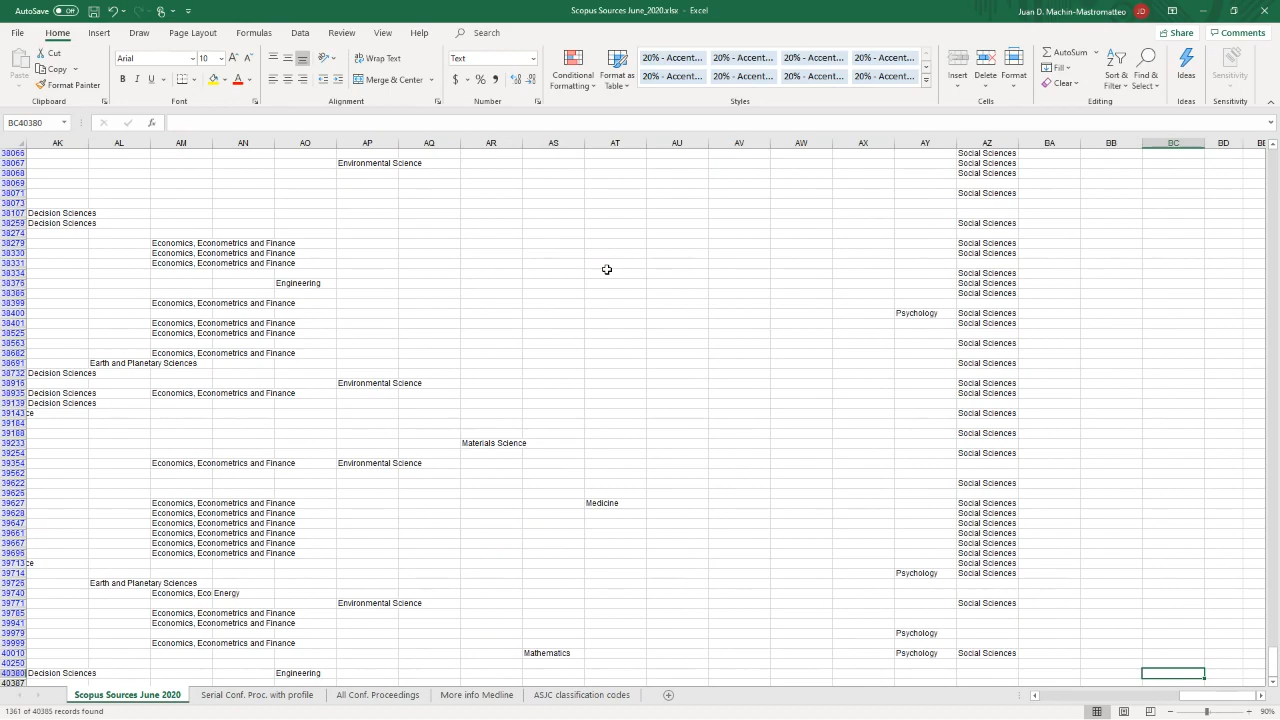 AutoSave Off Scopus Sources June_2020.xlsx - Excel Juan D. Machin-Mastromatteo JD
File Home Insert Draw Page Layout Formulas Data Review View Help Search Share Comments
Paste Cut Copy Format Painter Clipboard
Arial 10 B I U Font
Wrap Text Merge & Center Alignment
Text $ % Number
Conditional Formatting Format as Table 20% - Accent... 20% - Accent... 20% - Accent... 20% - Accent...
20% - Accent... 20% - Accent... 20% - Accent... 20% - Accent... Styles
Insert Delete Format Cells
AutoSum Fill Clear Sort & Filter Find & Select Editing
Ideas Ideas Sensitivity Sensitivity
BC40380 fx
AK AL AM AN AO AP AQ AR AS AT AU AV AW AX AY AZ BA BB BC BD BE
38066 Social Sciences
38067 Environmental Science Social Sciences
38068 Social Sciences
38069
38071 Social Sciences
38073
38107 Decision Sciences
38259 Decision Sciences Social Sciences
38274
38279 Economics, Econometrics and Finance Social Sciences
38330 Economics, Econometrics and Finance Social Sciences
38331 Economics, Econometrics and Finance
38334 Social Sciences
38376 Engineering Social Sciences
38385 Social Sciences
38399 Economics, Econometrics and Finance
38400 Psychology Social Sciences
38401 Economics, Econometrics and Finance Social Sciences
38525 Economics, Econometrics and Finance
38563 Social Sciences
38682 Economics, Econometrics and Finance
38691 Earth and Planetary Sciences Social Sciences
38732 Decision Sciences
38916 Environmental Science Social Sciences
38935 Decision Sciences Economics, Econometrics and Finance Social Sciences
39139 Decision Sciences
39143 ce Social Sciences
39184
39188 Social Sciences
39233 Materials Science
39254 Social Sciences
39354 Economics, Econometrics and Finance Environmental Science
39562
39622 Social Sciences
39626
39627 Economics, Econometrics and Finance Medicine Social Sciences
39628 Economics, Econometrics and Finance Social Sciences
39647 Economics, Econometrics and Finance Social Sciences
39661 Economics, Econometrics and Finance Social Sciences
39667 Economics, Econometrics and Finance Social Sciences
39696 Economics, Econometrics and Finance Social Sciences
39713 ce Social Sciences
39714 Psychology Social Sciences
39726 Earth and Planetary Sciences
39740 Economics, Eco Energy
39771 Environmental Science Social Sciences
39785 Economics, Econometrics and Finance
39941 Economics, Econometrics and Finance
39979 Psychology
39999 Economics, Econometrics and Finance
40010 Mathematics Psychology Social Sciences
40250
40380 Decision Sciences Engineering
40387
Scopus Sources June 2020 Serial Conf. Proc. with profile All Conf. Proceedings More info Medline ASJC classification codes
1361 of 40385 records found 90%